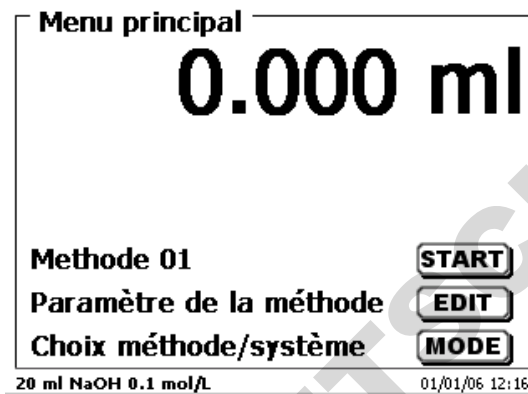 Menu principal
0.000 ml
Methode 01 START
Paramètre de la méthode EDIT
Choix méthode/système MODE
20 ml NaOH 0.1 mol/L 01/01/06 12:16